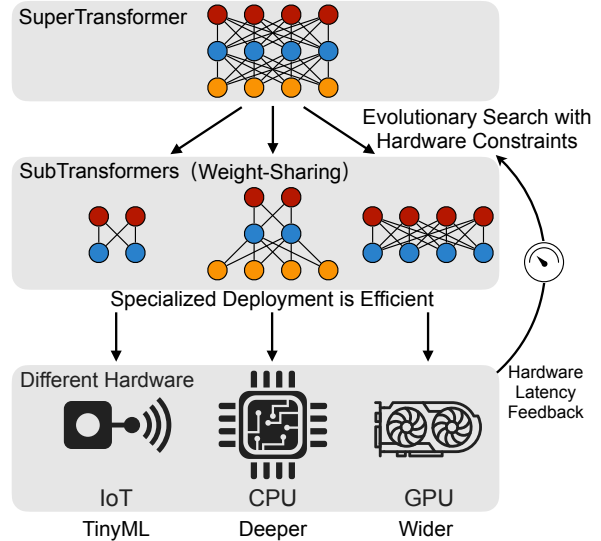 SuperTransformer
Evolutionary Search with
Hardware Constraints
SubTransformers (Weight-Sharing)
Specialized Deployment is Efficient
Different Hardware
Hardware
Latency
Feedback
IoT
CPU
GPU
TinyML
Deeper
Wider